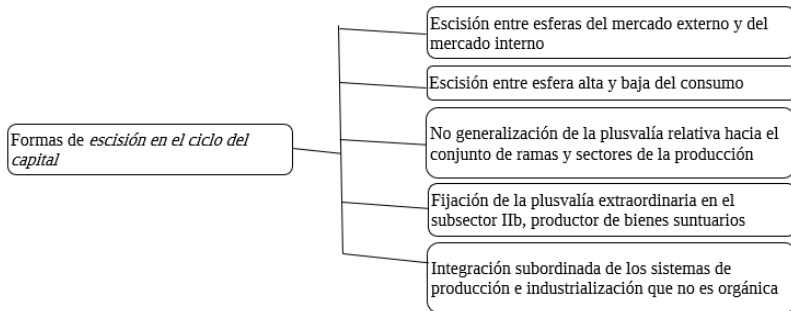 Formas de escisión en el ciclo del
capital
Escisión entre esferas del mercado externo y del
mercado interno
Escisión entre esfera alta y baja del consumo
No generalización de la plusvalía relativa hacia el
conjunto de ramas y sectores de la producción
Fijación de la plusvalía extraordinaria en el
subsector IIb, productor de bienes suntuarios
Integración subordinada de los sistemas de
producción e industrialización que no es orgánica